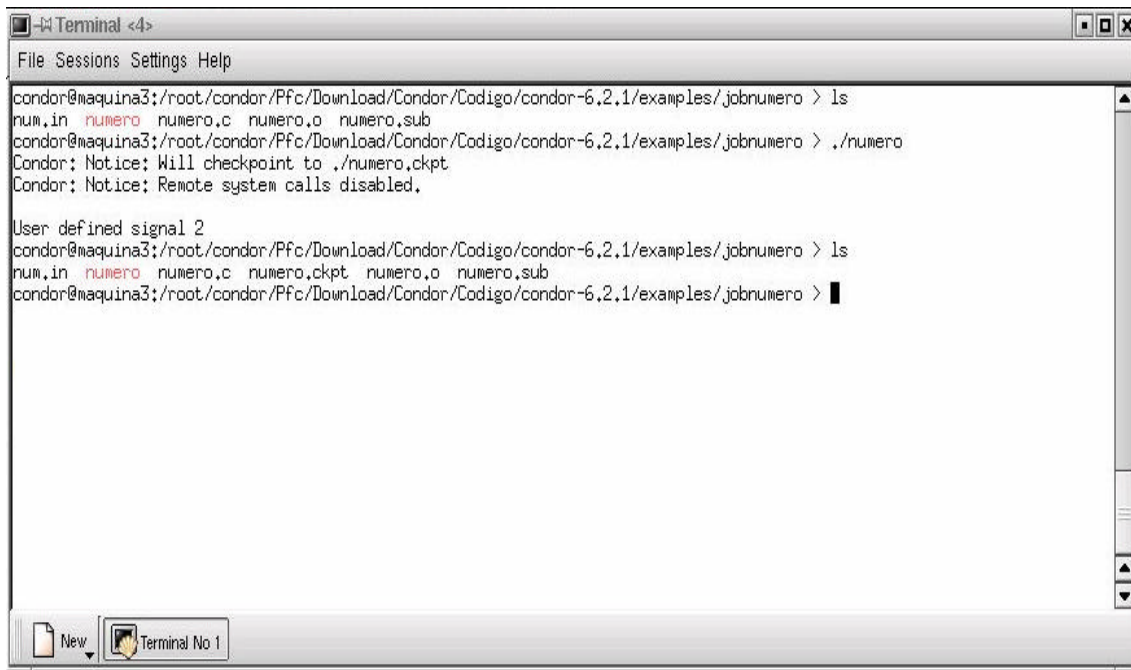 Terminal <4>
File Sessions Settings Help
condor@maquina3:/root/condor/Pfc/Download/Condor/Codigo/condor-6.2.1/examples/jobnumero > ls
num.in numero numero.c numero.o numero.sub
condor@maquina3:/root/condor/Pfc/Download/Condor/Codigo/condor-6.2.1/examples/jobnumero > ./numero
Condor: Notice: Will checkpoint to ./numero.ckpt
Condor: Notice: Remote system calls disabled.
User defined signal 2
condor@maquina3:/root/condor/Pfc/Download/Condor/Codigo/condor-6.2.1/examples/jobnumero > ls
num.in numero numero.c numero.ckpt numero.o numero.sub
condor@maquina3:/root/condor/Pfc/Download/Condor/Codigo/condor-6.2.1/examples/jobnumero >
New Terminal No 1